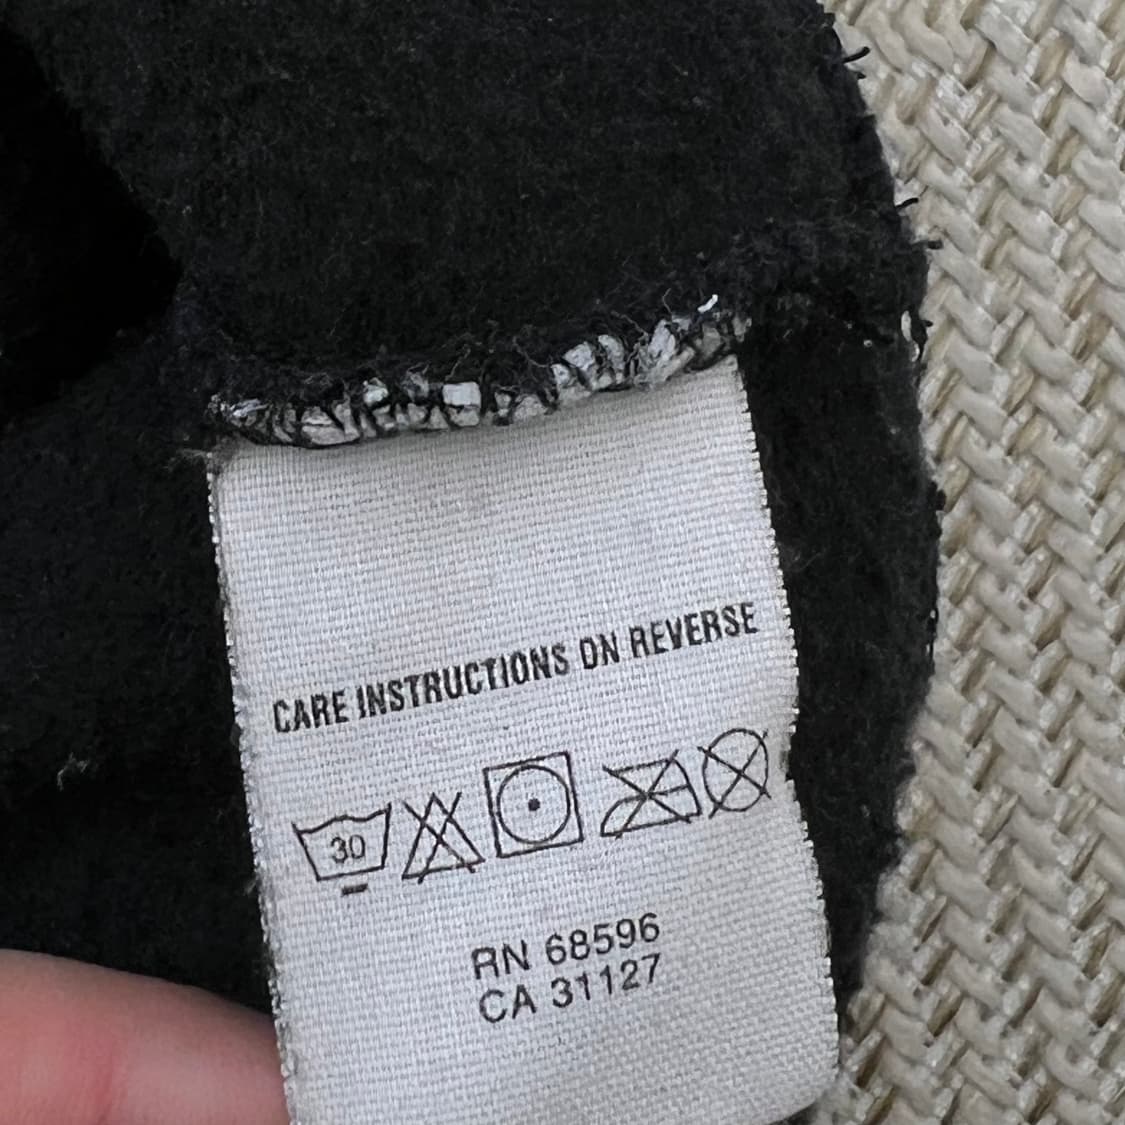 CARE INSTRUCTIONS ON REVERSE
30
RN 68596
CA 31127